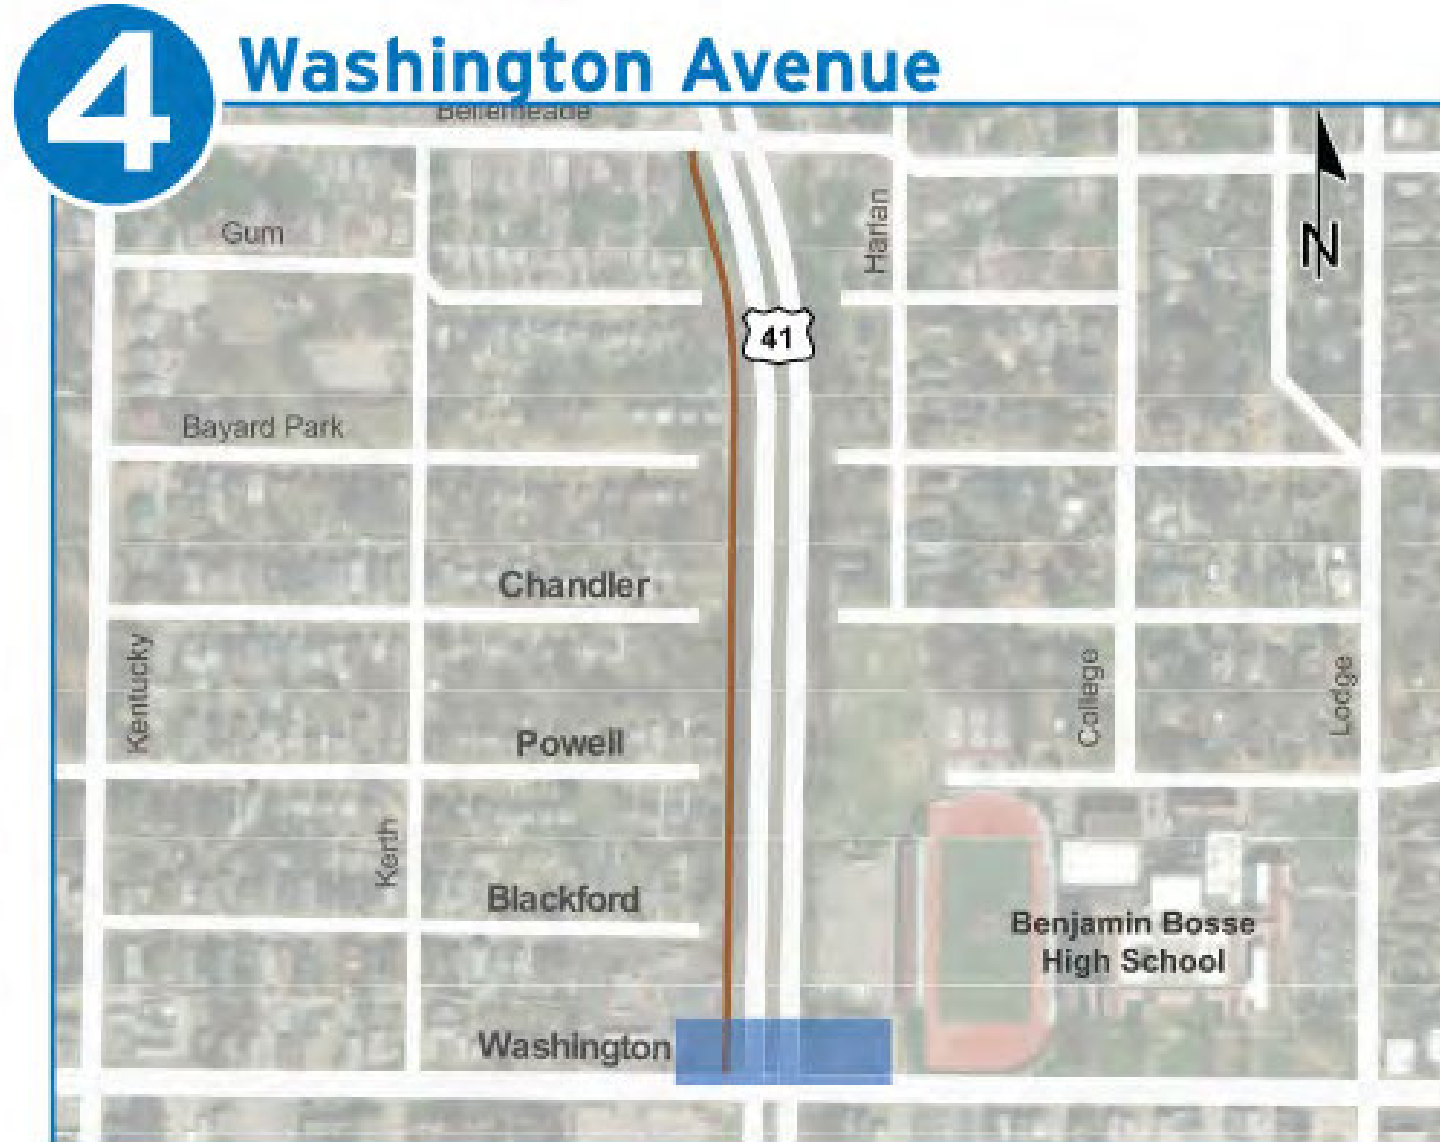 4
Washington Avenue
Bellemeade
Gum
Harlan
N
41
Bayard Park
Chandler
Kentucky
College
Lodge
Powell
Kerth
Blackford
Benjamin Bosse
High School
Washington